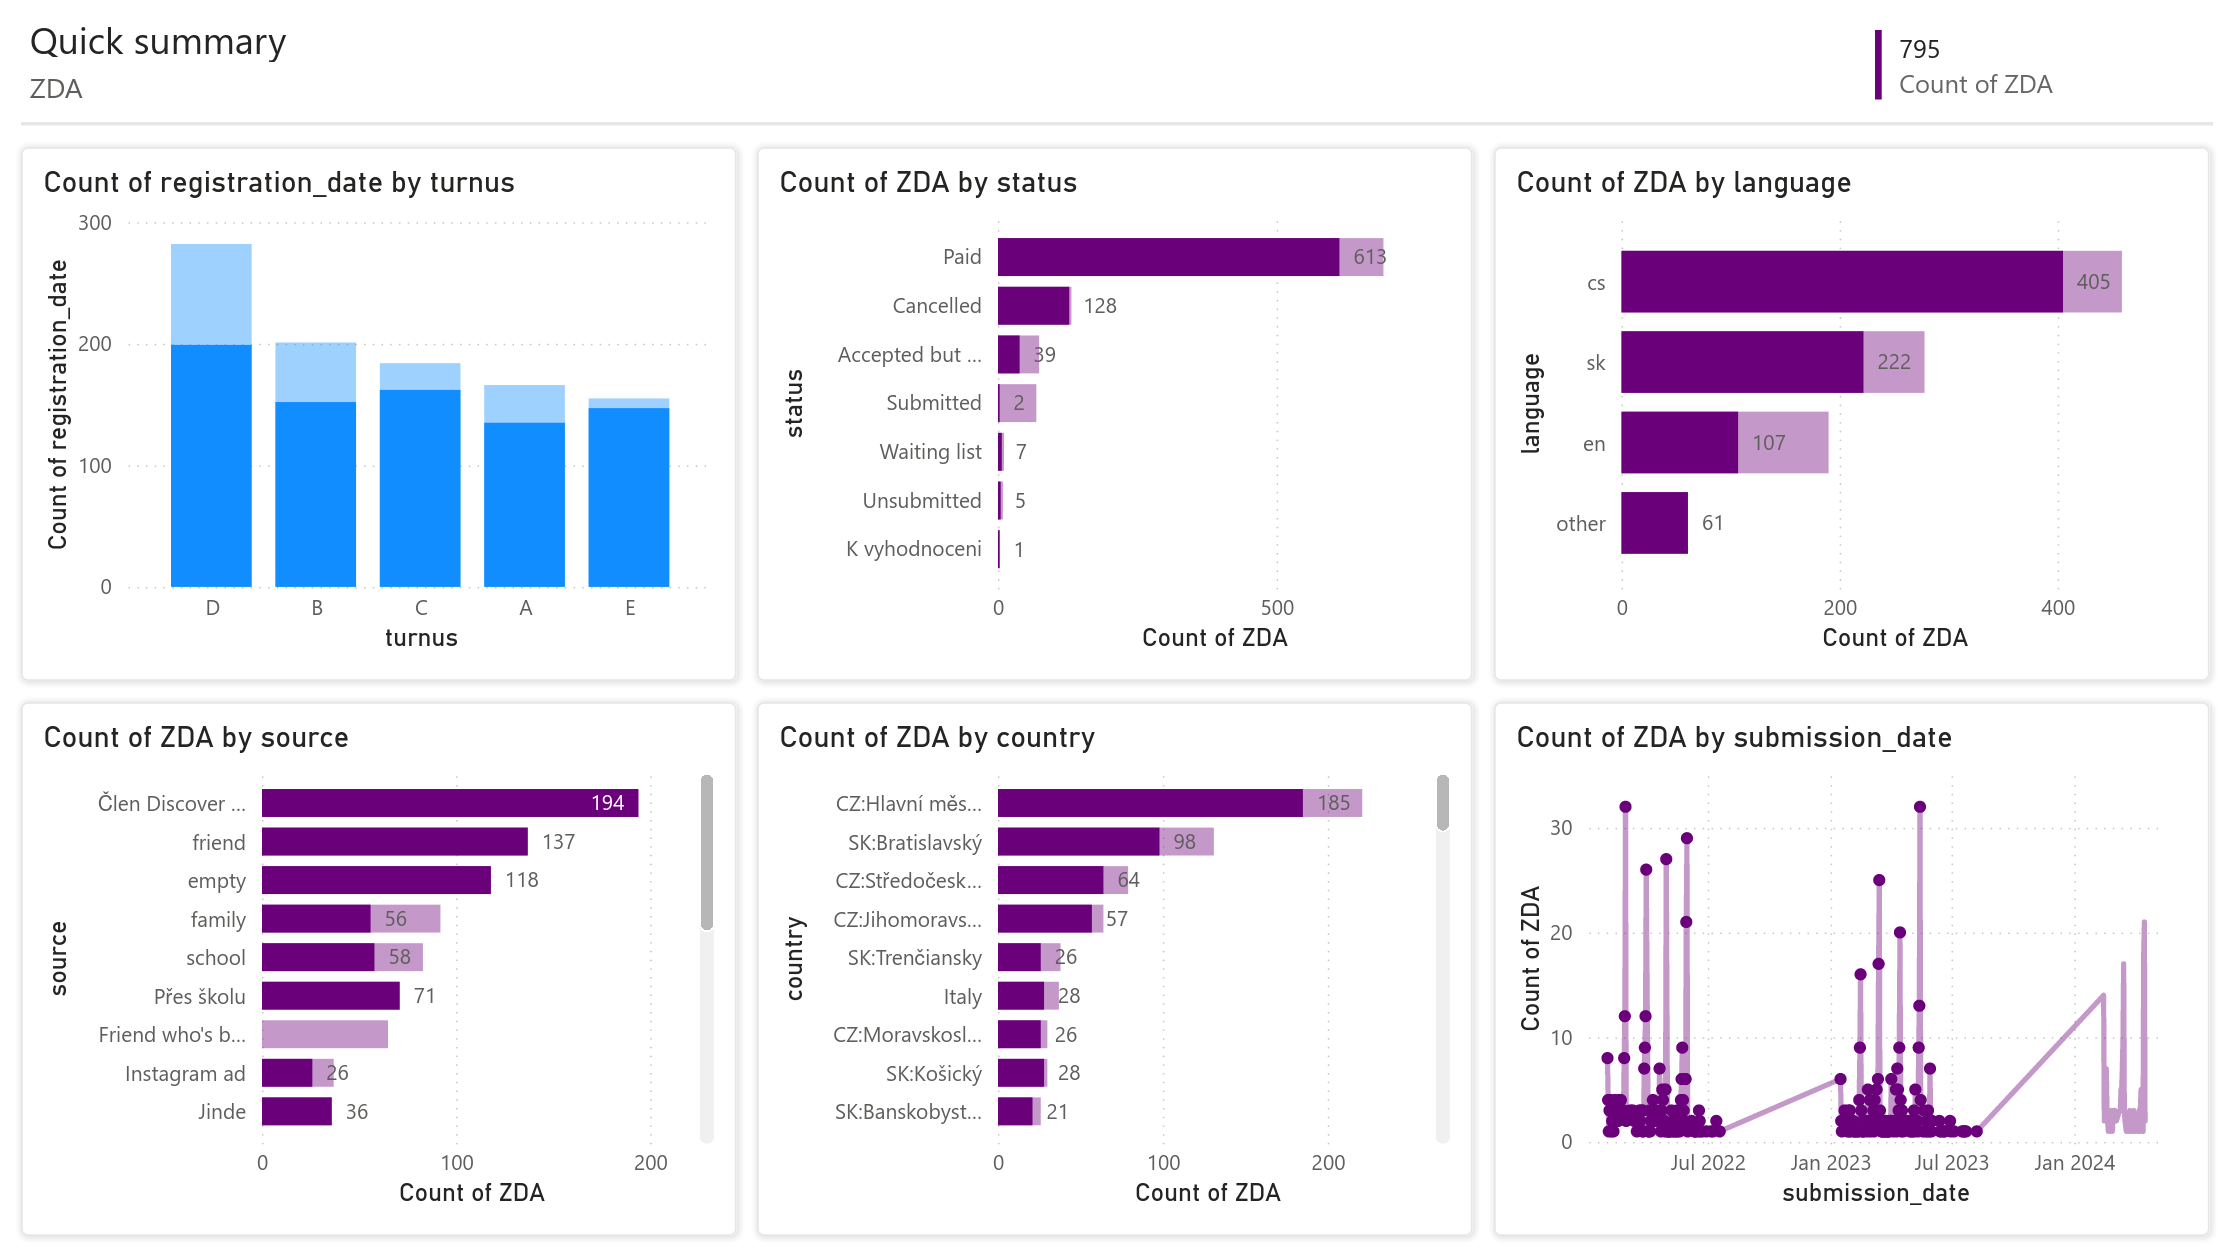 Quick summary
ZDA
795
Count of ZDA
Count of registration_date by turnus
Count of registration_date
300
200
100
0
D
B
C
A
E
turnus
Count of ZDA by status
status
Paid
613
Cancelled
128
Accepted but ...
39
Submitted
2
Waiting list
7
Unsubmitted
5
K vyhodnoceni
1
0
500
Count of ZDA
Count of ZDA by language
language
cs
405
sk
222
en
107
other
61
0
200
400
Count of ZDA
Count of ZDA by source
source
Člen Discover ...
194
friend
137
empty
118
family
56
school
58
Přes školu
71
Friend who's b...
Instagram ad
26
Jinde
36
0
100
200
Count of ZDA
Count of ZDA by country
country
CZ:Hlavní měs...
185
SK:Bratislavský
98
CZ:Středočesk...
64
CZ:Jihomoravs...
57
SK:Trenčiansky
26
Italy
28
CZ:Moravskosl...
26
SK:Košický
28
SK:Banskobyst...
21
0
100
200
Count of ZDA
Count of ZDA by submission_date
Count of ZDA
30
20
10
0
Jul 2022
Jan 2023
Jul 2023
Jan 2024
submission_date